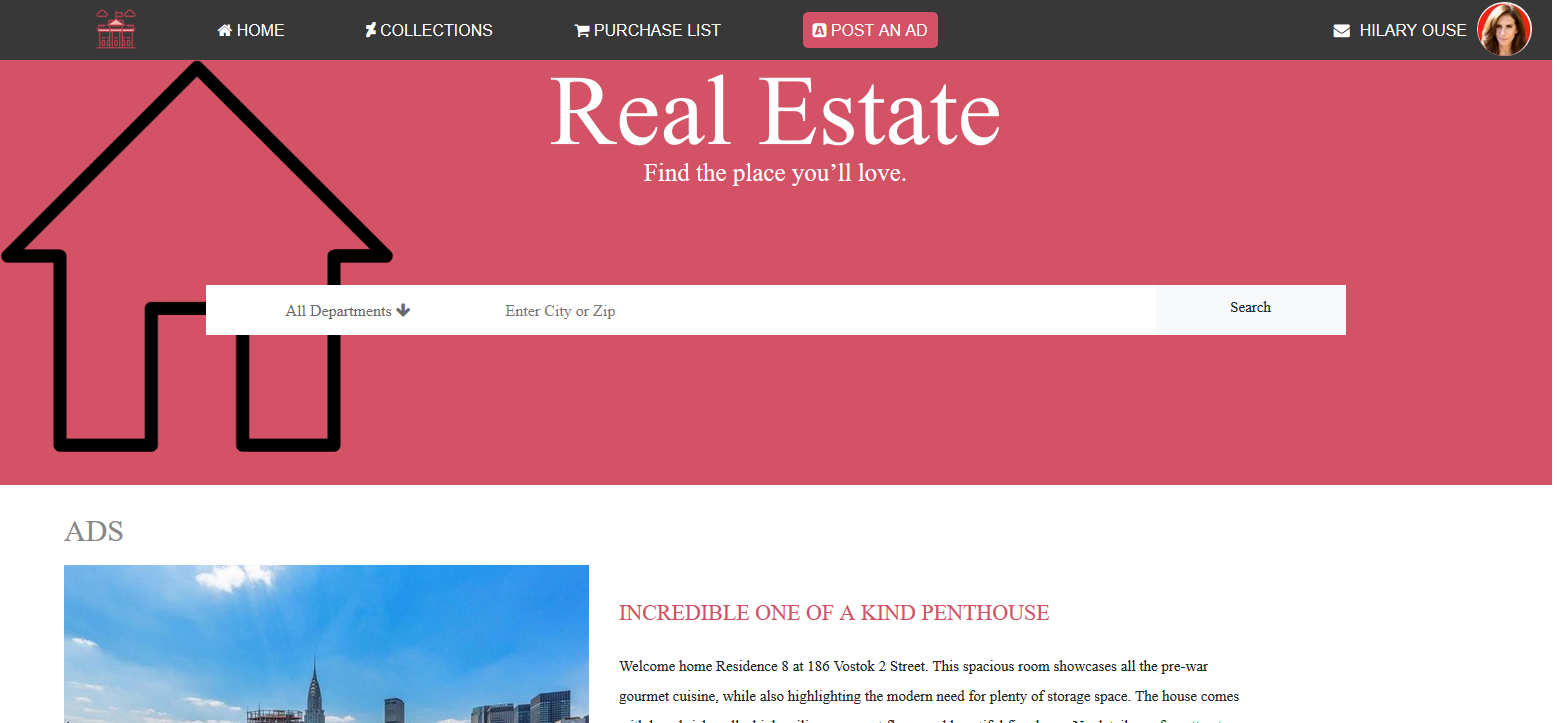 HOME COLLECTIONS PURCHASE LIST POST AN AD HILARY OUSE
Real Estate
Find the place you’ll love.
All Departments Enter City or Zip Search
ADS
INCREDIBLE ONE OF A KIND PENTHOUSE
Welcome home Residence 8 at 186 Vostok 2 Street. This spacious room showcases all the pre-war
gourmet cuisine, while also highlighting the modern need for plenty of storage space. The house comes